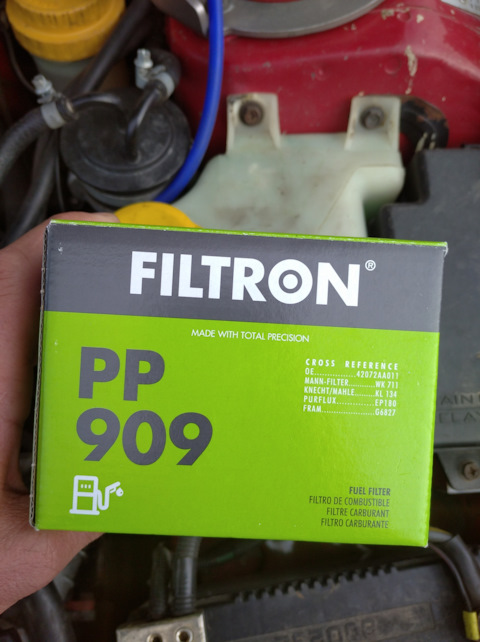 FILTRON®
MADE WITH TOTAL PRECISION
PP
909
CROSS REFERENCE
OE..............42072AA011
MANN-FILTER.........WK 711
KNECHT/MAHLE.......KL 134
PURFLUX.............EP180
FRAM................G6827
FUEL FILTER
FILTRO DE COMBUSTIBLE
FILTRE CARBURANT
FILTRO CARBURANTE